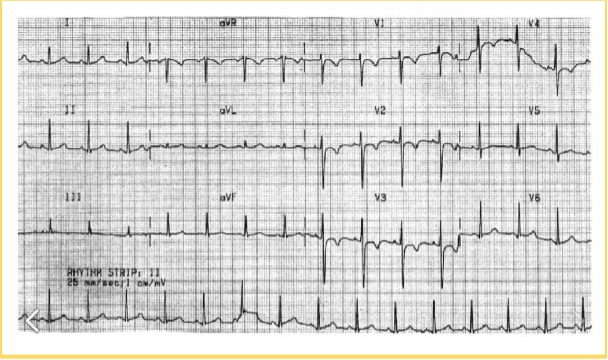 I aVR V1 V4
II aVL V2 V5
III aVF V3 V6
RHYTHM STRIP: II
25 mm/sec;1 cm/mV